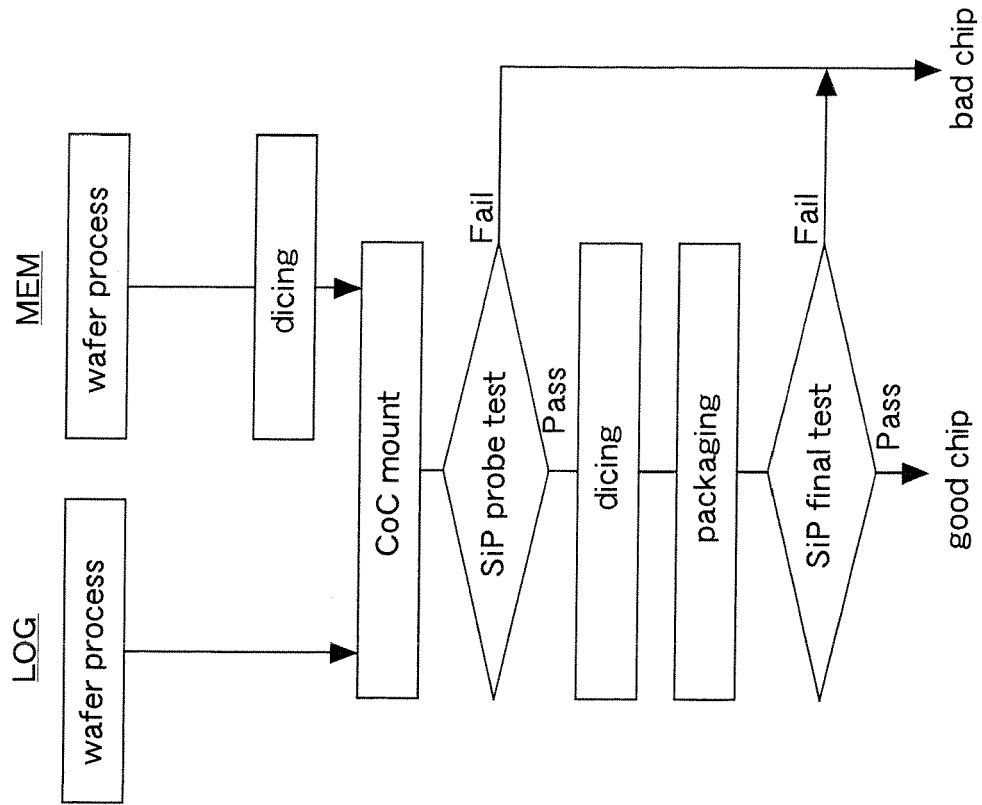 LOG
MEM
wafer process
wafer process
dicing
CoC mount
SiP probe test
Fail
Pass
dicing
packaging
SiP final test
Fail
Pass
good chip
bad chip